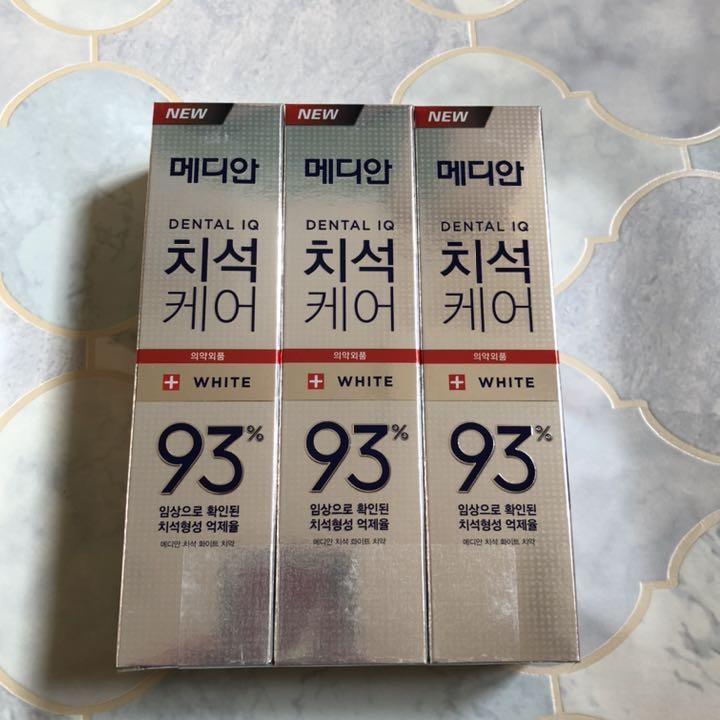 NEW
메디안
DENTAL IQ
치석
케어
의약외품
WHITE
93%
임상으로 확인된
치석형성 억제율
메디안 치석 화이트 치약
NEW
메디안
DENTAL IQ
치석
케어
의약외품
WHITE
93%
임상으로 확인된
치석형성 억제율
메디안 치석 화이트 치약
NEW
메디안
DENTAL IQ
치석
케어
의약외품
WHITE
93%
임상으로 확인된
치석형성 억제율
메디안 치석 화이트 치약